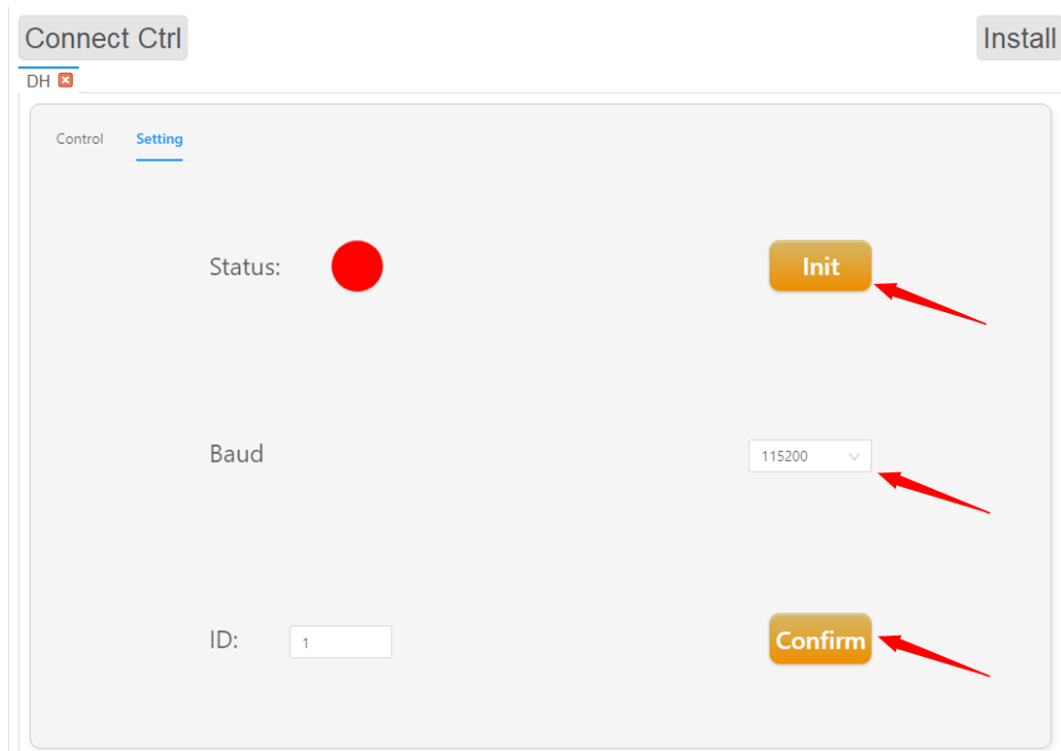 Connect Ctrl
Install
DH
Control
Setting
Status:
Init
Baud
115200
ID:
1
Confirm